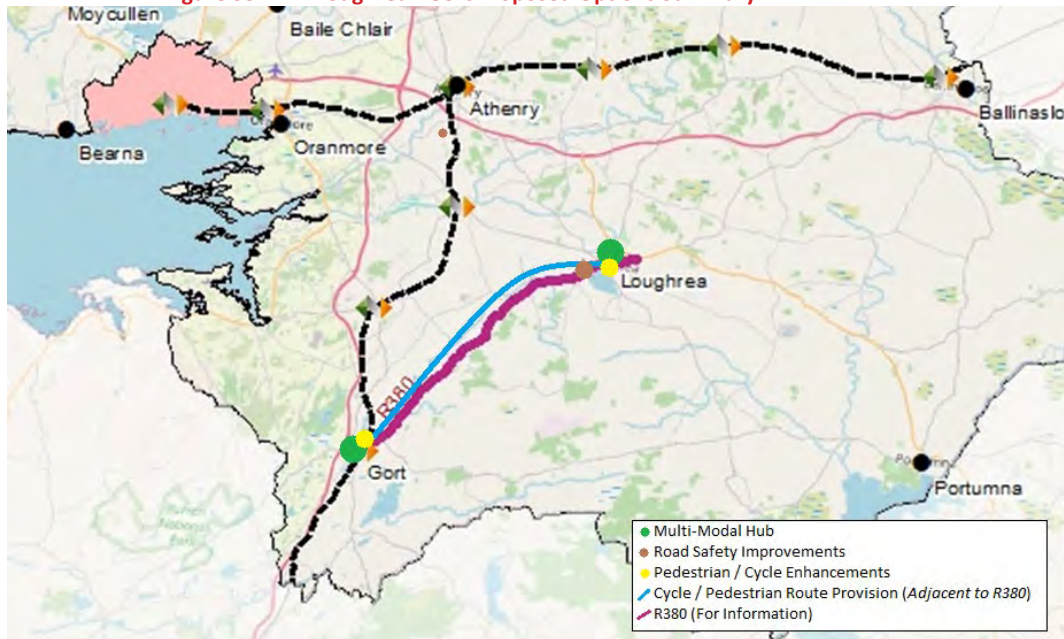 Moycullen
Baile Chlair
Athenry
Ballinaslo
Bearna
Oranmore
Loughrea
R380
Gort
Portumna
Multi-Modal Hub
Road Safety Improvements
Pedestrian / Cycle Enhancements
Cycle / Pedestrian Route Provision (Adjacent to R380)
R380 (For Information)